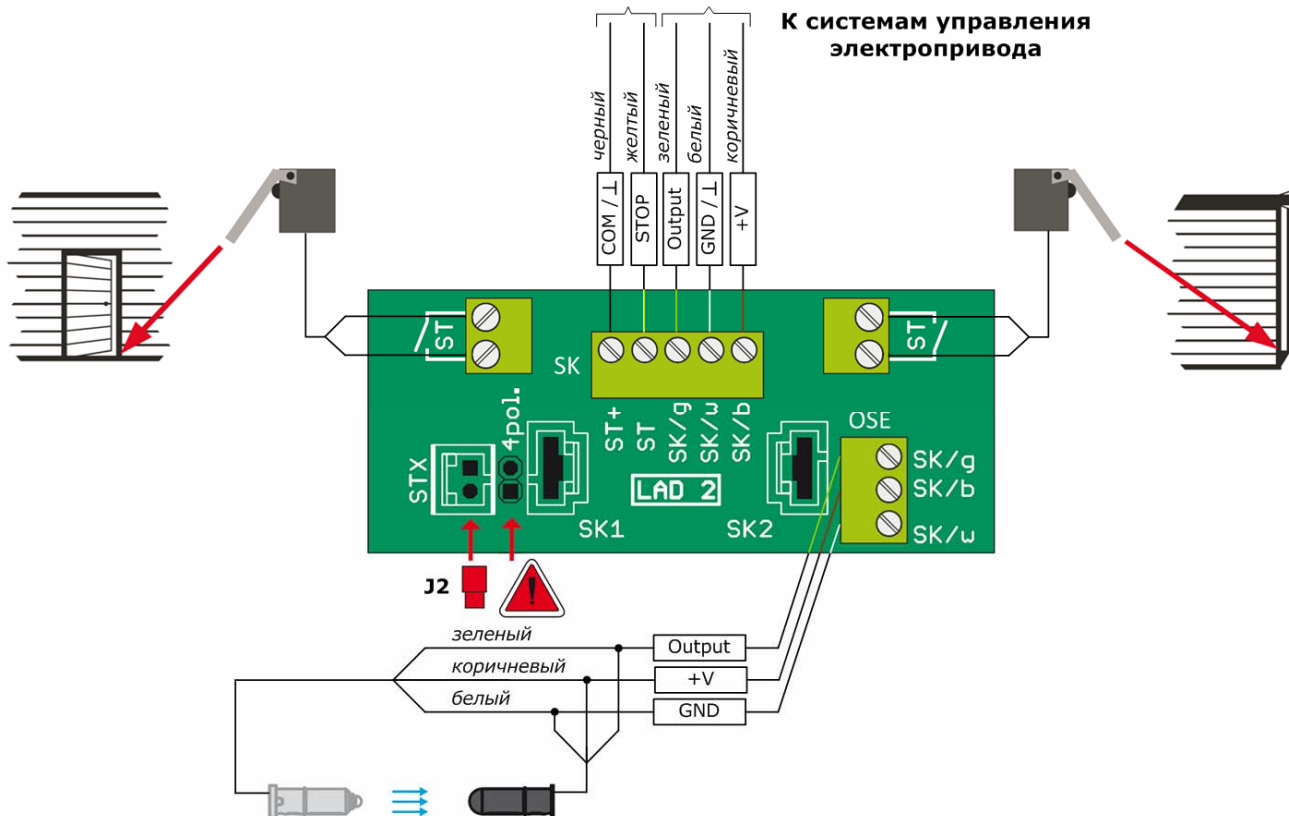 К системам управления
электропривода
черный
желтый
зеленый
белый
коричневый
COM / ⊥
STOP
Output
GND / ⊥
+V
ST
SK
ST
ST+
ST
SK/g
SK/w
SK/b
4pol.
STX
SK1
LAD 2
SK2
OSE
SK/g
SK/b
SK/w
J2
!
зеленый
Output
коричневый
+V
белый
GND